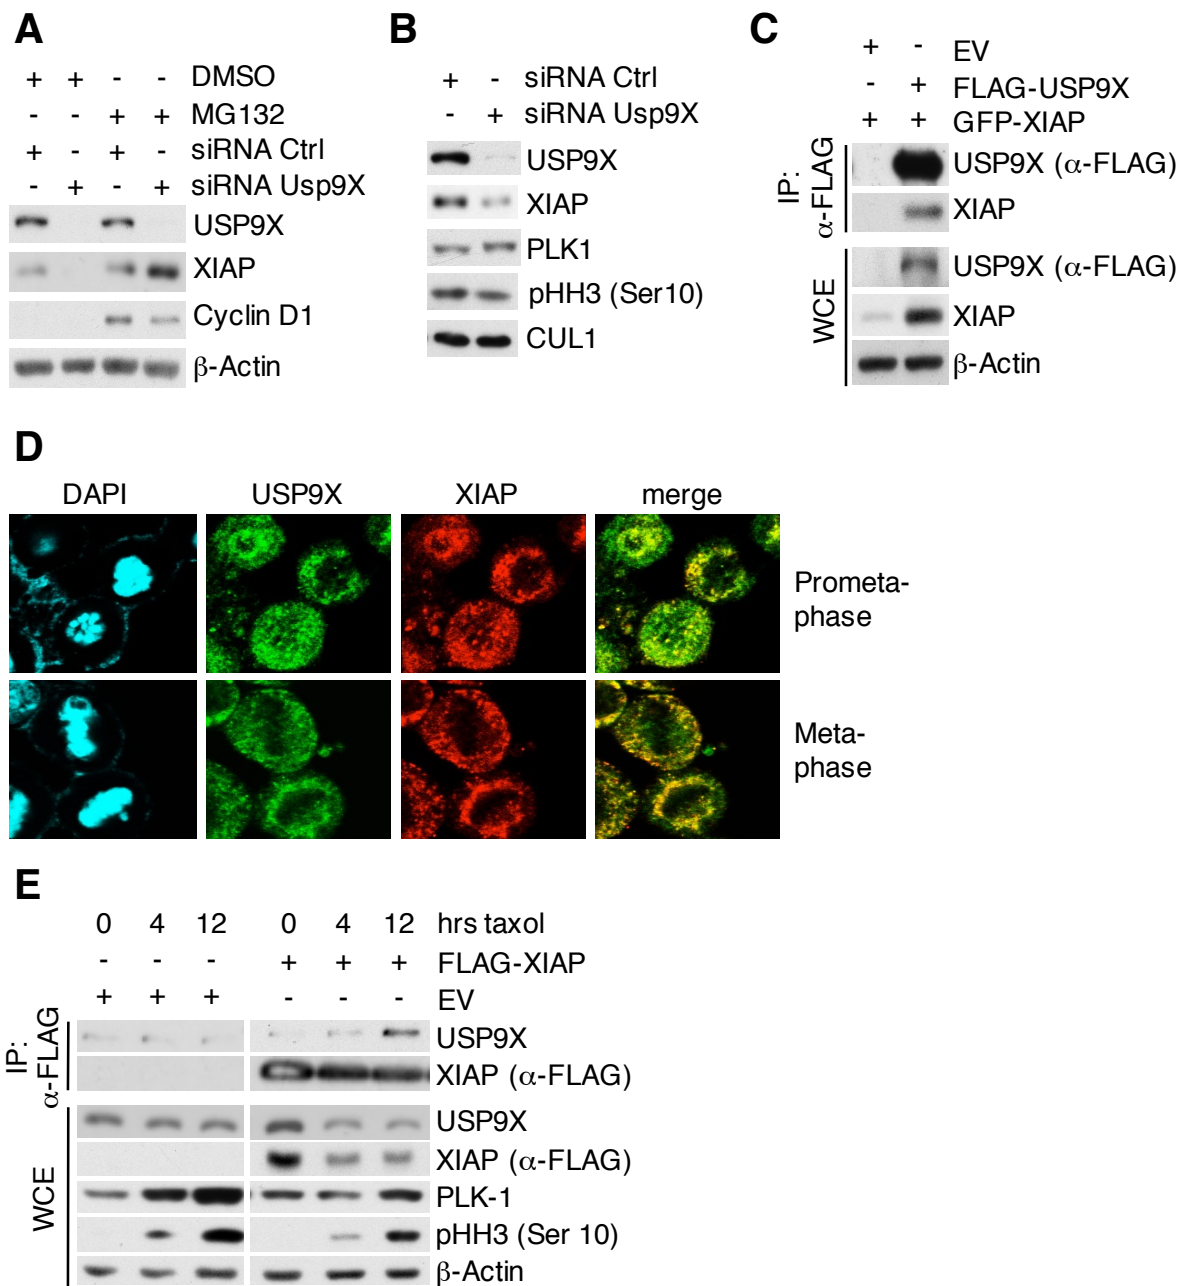 A
+ + - - DMSO
- - + + MG132
+ - + - siRNA Ctrl
- + - + siRNA Usp9X
USP9X
XIAP
Cyclin D1
β-Actin
B
+ - siRNA Ctrl
- + siRNA Usp9X
USP9X
XIAP
PLK1
pHH3 (Ser10)
CUL1
C
+ - EV
- + FLAG-USP9X
+ + GFP-XIAP
IP:
α-FLAG
USP9X (α-FLAG)
XIAP
WCE
USP9X (α-FLAG)
XIAP
β-Actin
D
DAPI USP9X XIAP merge
Prometa-
phase
Meta-
phase
E
0 4 12 0 4 12 hrs taxol
- - - + + + FLAG-XIAP
+ + + - - - EV
IP:
α-FLAG
USP9X
XIAP (α-FLAG)
WCE
USP9X
XIAP (α-FLAG)
PLK-1
pHH3 (Ser 10)
β-Actin